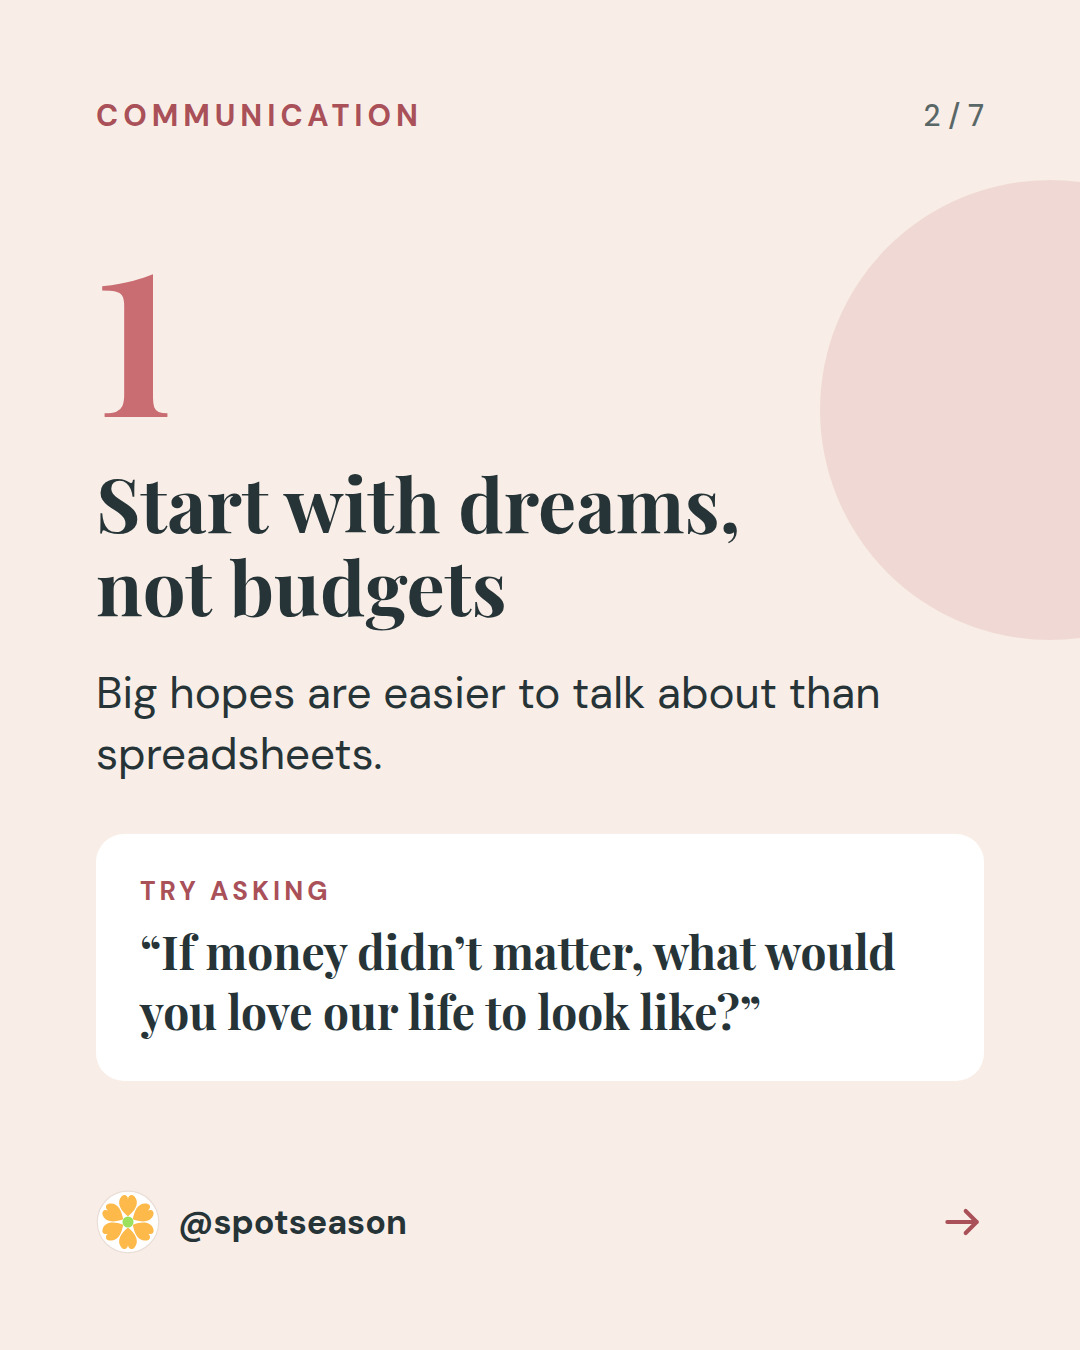 COMMUNICATION
2 / 7
1
Start with dreams,
not budgets
Big hopes are easier to talk about than
spreadsheets.
TRY ASKING
“If money didn’t matter, what would
you love our life to look like?”
@spotseason